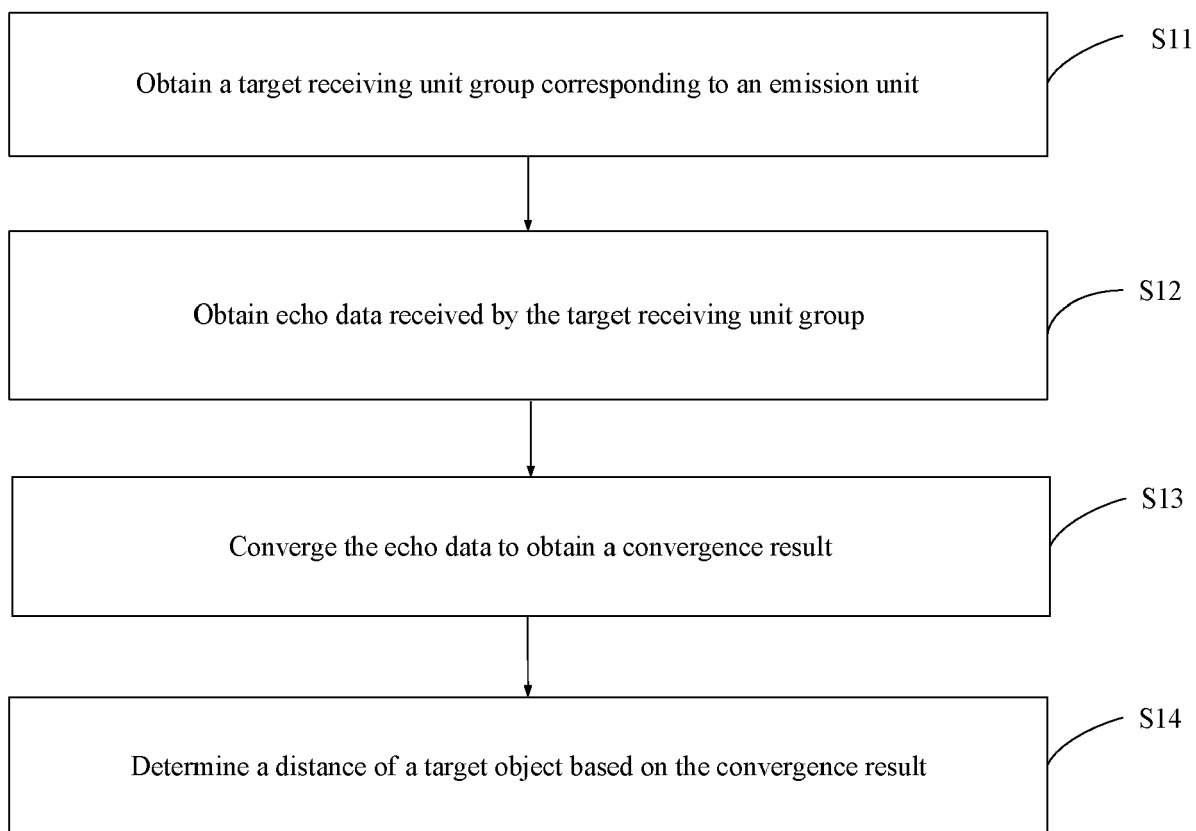 S11
Obtain a target receiving unit group corresponding to an emission unit
S12
Obtain echo data received by the target receiving unit group
S13
Converge the echo data to obtain a convergence result
S14
Determine a distance of a target object based on the convergence result